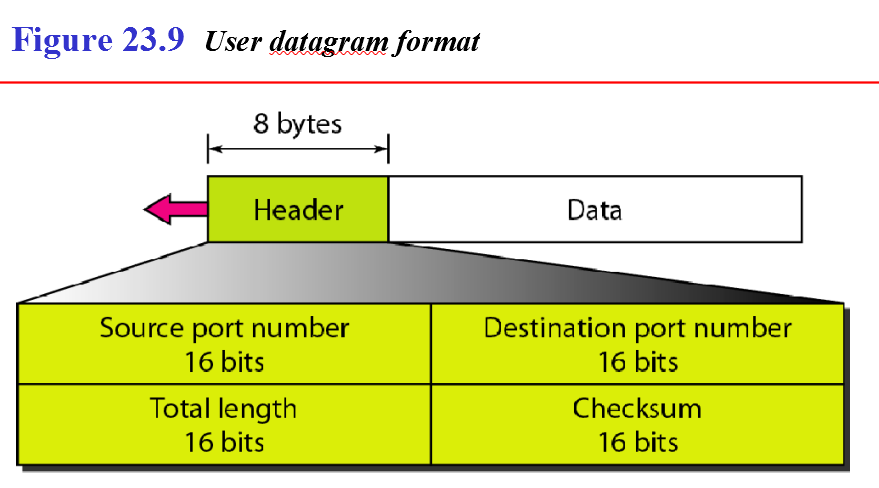 Figure 23.9 User datagram format
8 bytes
Header
Data
Source port number
16 bits
Destination port number
16 bits
Total length
16 bits
Checksum
16 bits